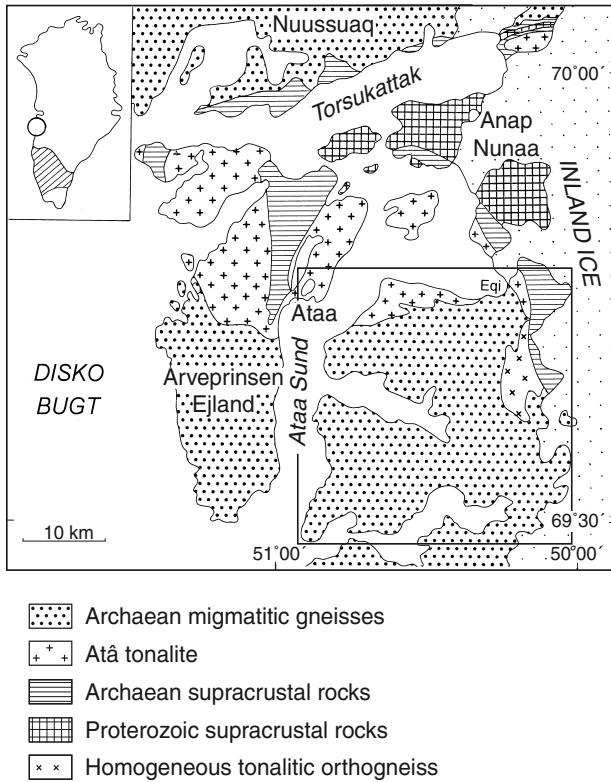 Nuussuaq
70°00´
Torsukattak
Anap
Nunaa
INLAND ICE
Eqi
Ataa
DISKO
BUGT
Arveprinsen
Ejland
Ataa Sund
10 km
69°30´
51°00´
50°00´
Archaean migmatitic gneisses
Atâ tonalite
Archaean supracrustal rocks
Proterozoic supracrustal rocks
Homogeneous tonalitic orthogneiss